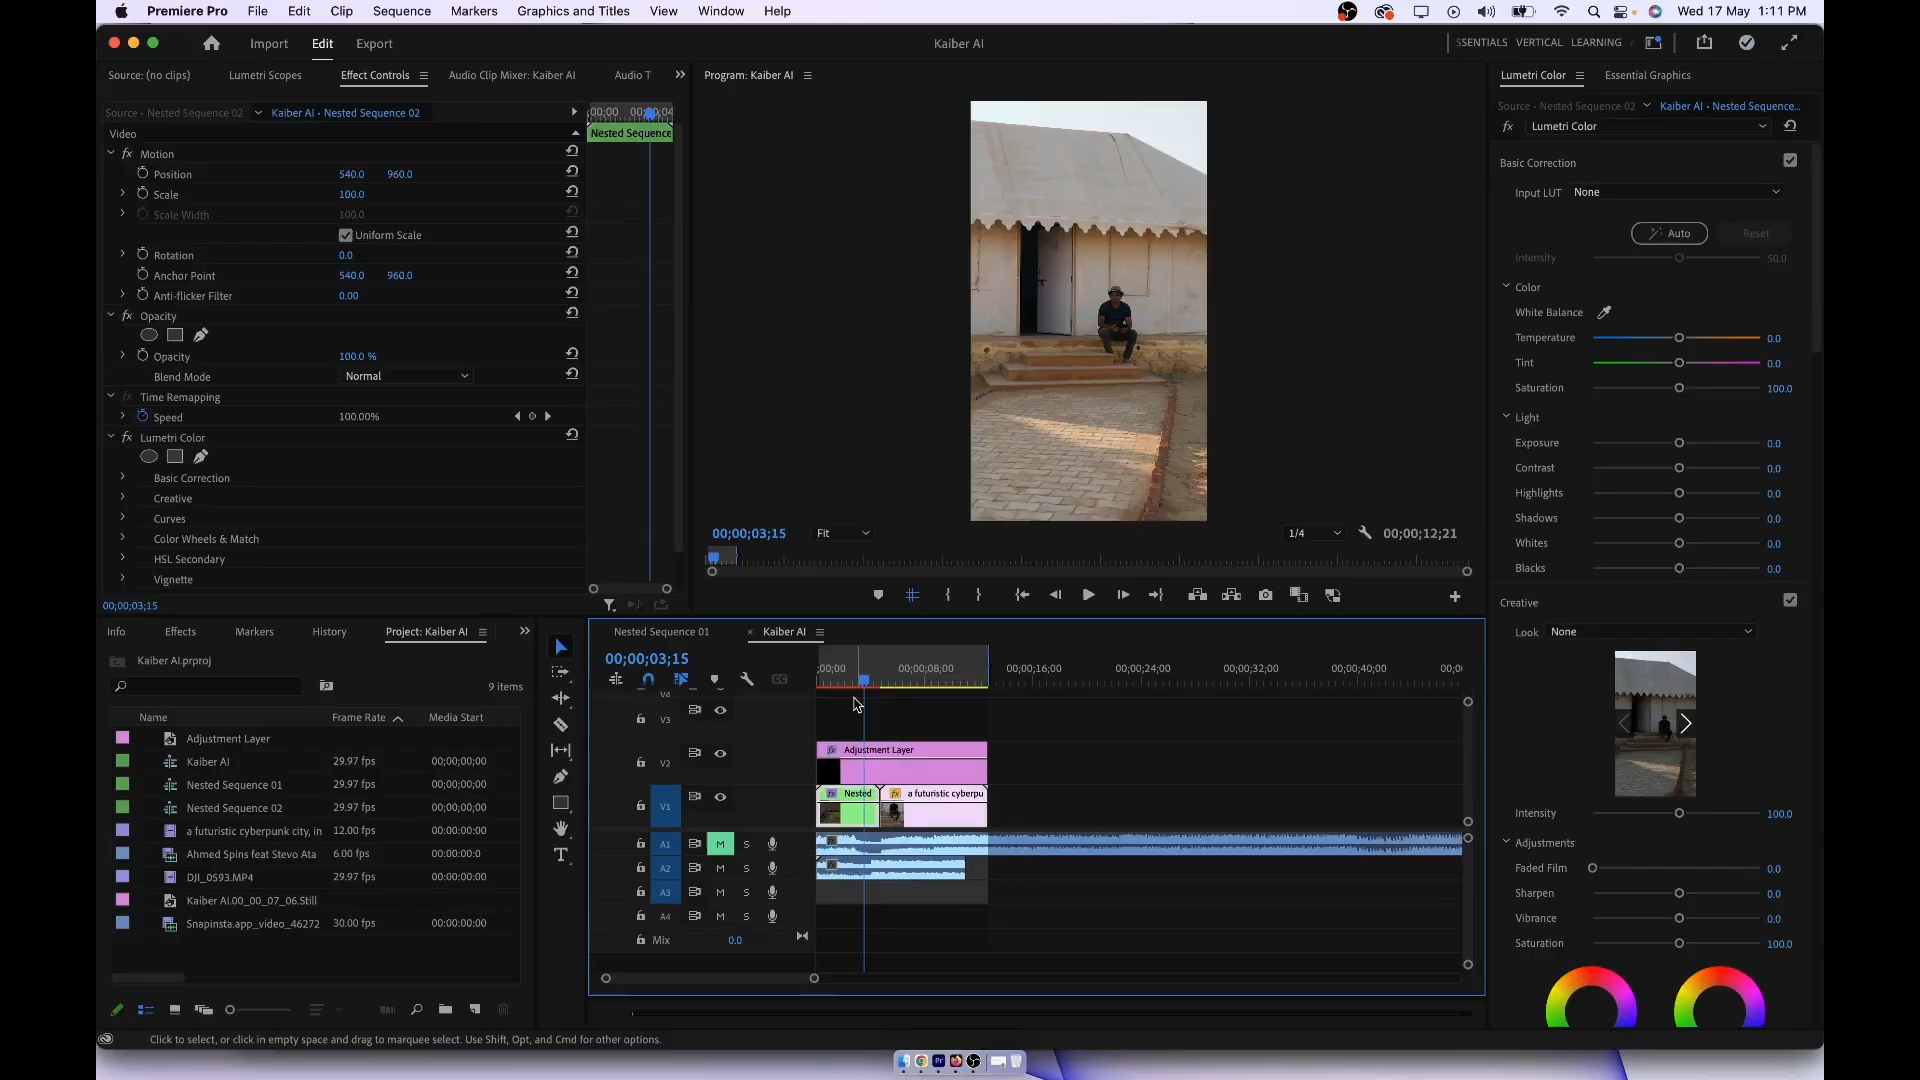 Premiere Pro File Edit Clip Sequence Markers Graphics and Titles View Window Help Wed 17 May 1:11 PM
Import Edit Export Kaiber AI SSENTIALS VERTICAL LEARNING
Source: (no clips) Lumetri Scopes Effect Controls Audio Clip Mixer: Kaiber AI Audio T
Program: Kaiber AI
Lumetri Color Essential Graphics
Source • Nested Sequence 02 Kaiber AI • Nested Sequence 02
;00;00 00;00;04
Video
Nested Sequence
Motion
Position 540.0 960.0
Scale 100.0
Scale Width 100.0
Uniform Scale
Rotation 0.0
Anchor Point 540.0 960.0
Anti-flicker Filter 0.00
Opacity
Opacity 100.0 %
Blend Mode Normal
Time Remapping
Speed 100.00%
Lumetri Color
Basic Correction
Creative
Curves
Color Wheels & Match
HSL Secondary
Vignette
00;00;03;15
00;00;03;15 Fit 1/4 00;00;12;21
Source • Nested Sequence 02 Kaiber AI • Nested Sequence...
fx Lumetri Color
Basic Correction
Input LUT None
Auto Reset
Intensity 50.0
Color
White Balance
Temperature 0.0
Tint 0.0
Saturation 100.0
Light
Exposure 0.0
Contrast 0.0
Highlights 0.0
Shadows 0.0
Whites 0.0
Blacks 0.0
Creative
Look None
Intensity 100.0
Adjustments
Faded Film 0.0
Sharpen 0.0
Vibrance 0.0
Saturation 100.0
Info Effects Markers History Project: Kaiber AI
Kaiber AI.prproj
9 items
Name Frame Rate Media Start
Adjustment Layer
Kaiber AI 29.97 fps 00;00;00;00
Nested Sequence 01 29.97 fps 00;00;00;00
Nested Sequence 02 29.97 fps 00;00;00;00
a futuristic cyberpunk city, in 12.00 fps 00:00:00:00
Ahmed Spins feat Stevo Ata 6.00 fps 00:00:00:0
DJI_0593.MP4 29.97 fps 00:00:00:00
Kaiber AI.00_00_07_06.Still
Snapinsta.app_video_46272 30.00 fps 00:00:00:00
Nested Sequence 01 × Kaiber AI
00;00;03;15
;00;00 00;00;08;00 00;00;16;00 00;00;24;00 00;00;32;00 00;00;40;00 00;0
V4
V3
V2
fx Adjustment Layer
V1
fx Nested fx a futuristic cyberpu
A1 M S
A2 M S
A3 M S
A4 M S
Mix 0.0
Click to select, or click in empty space and drag to marquee select. Use Shift, Opt, and Cmd for other options.